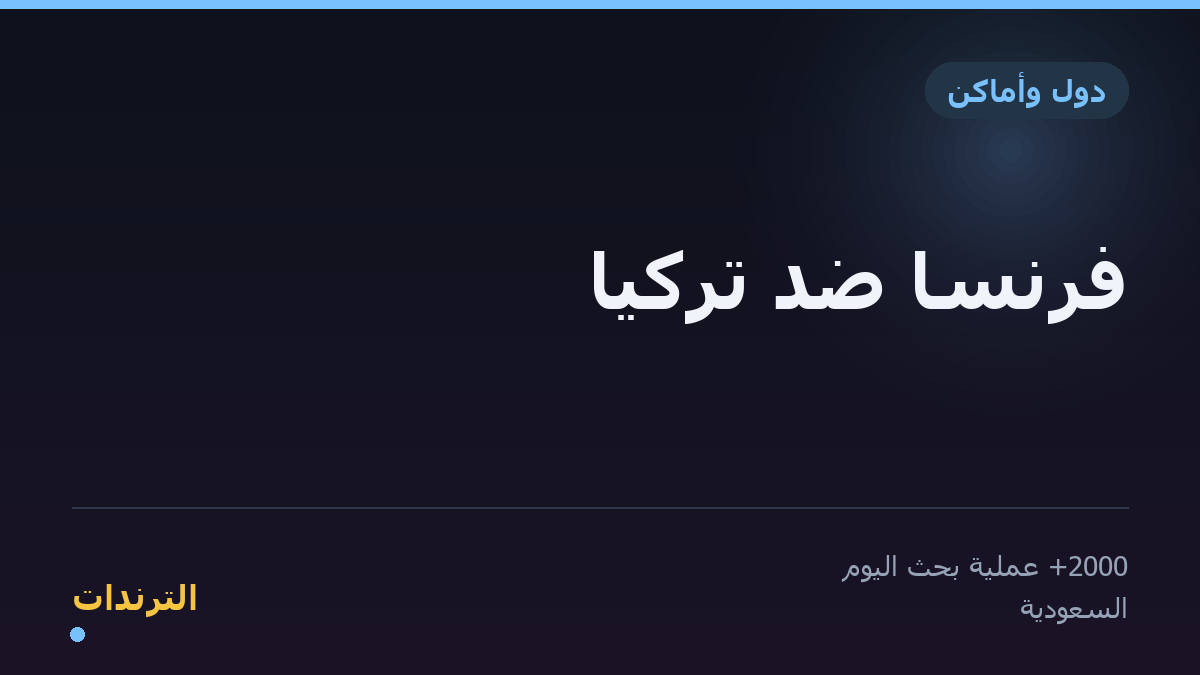 دول وأماكن
فرنسا ضد تركيا
2000+ عملية بحث اليوم
السعودية
الترندات